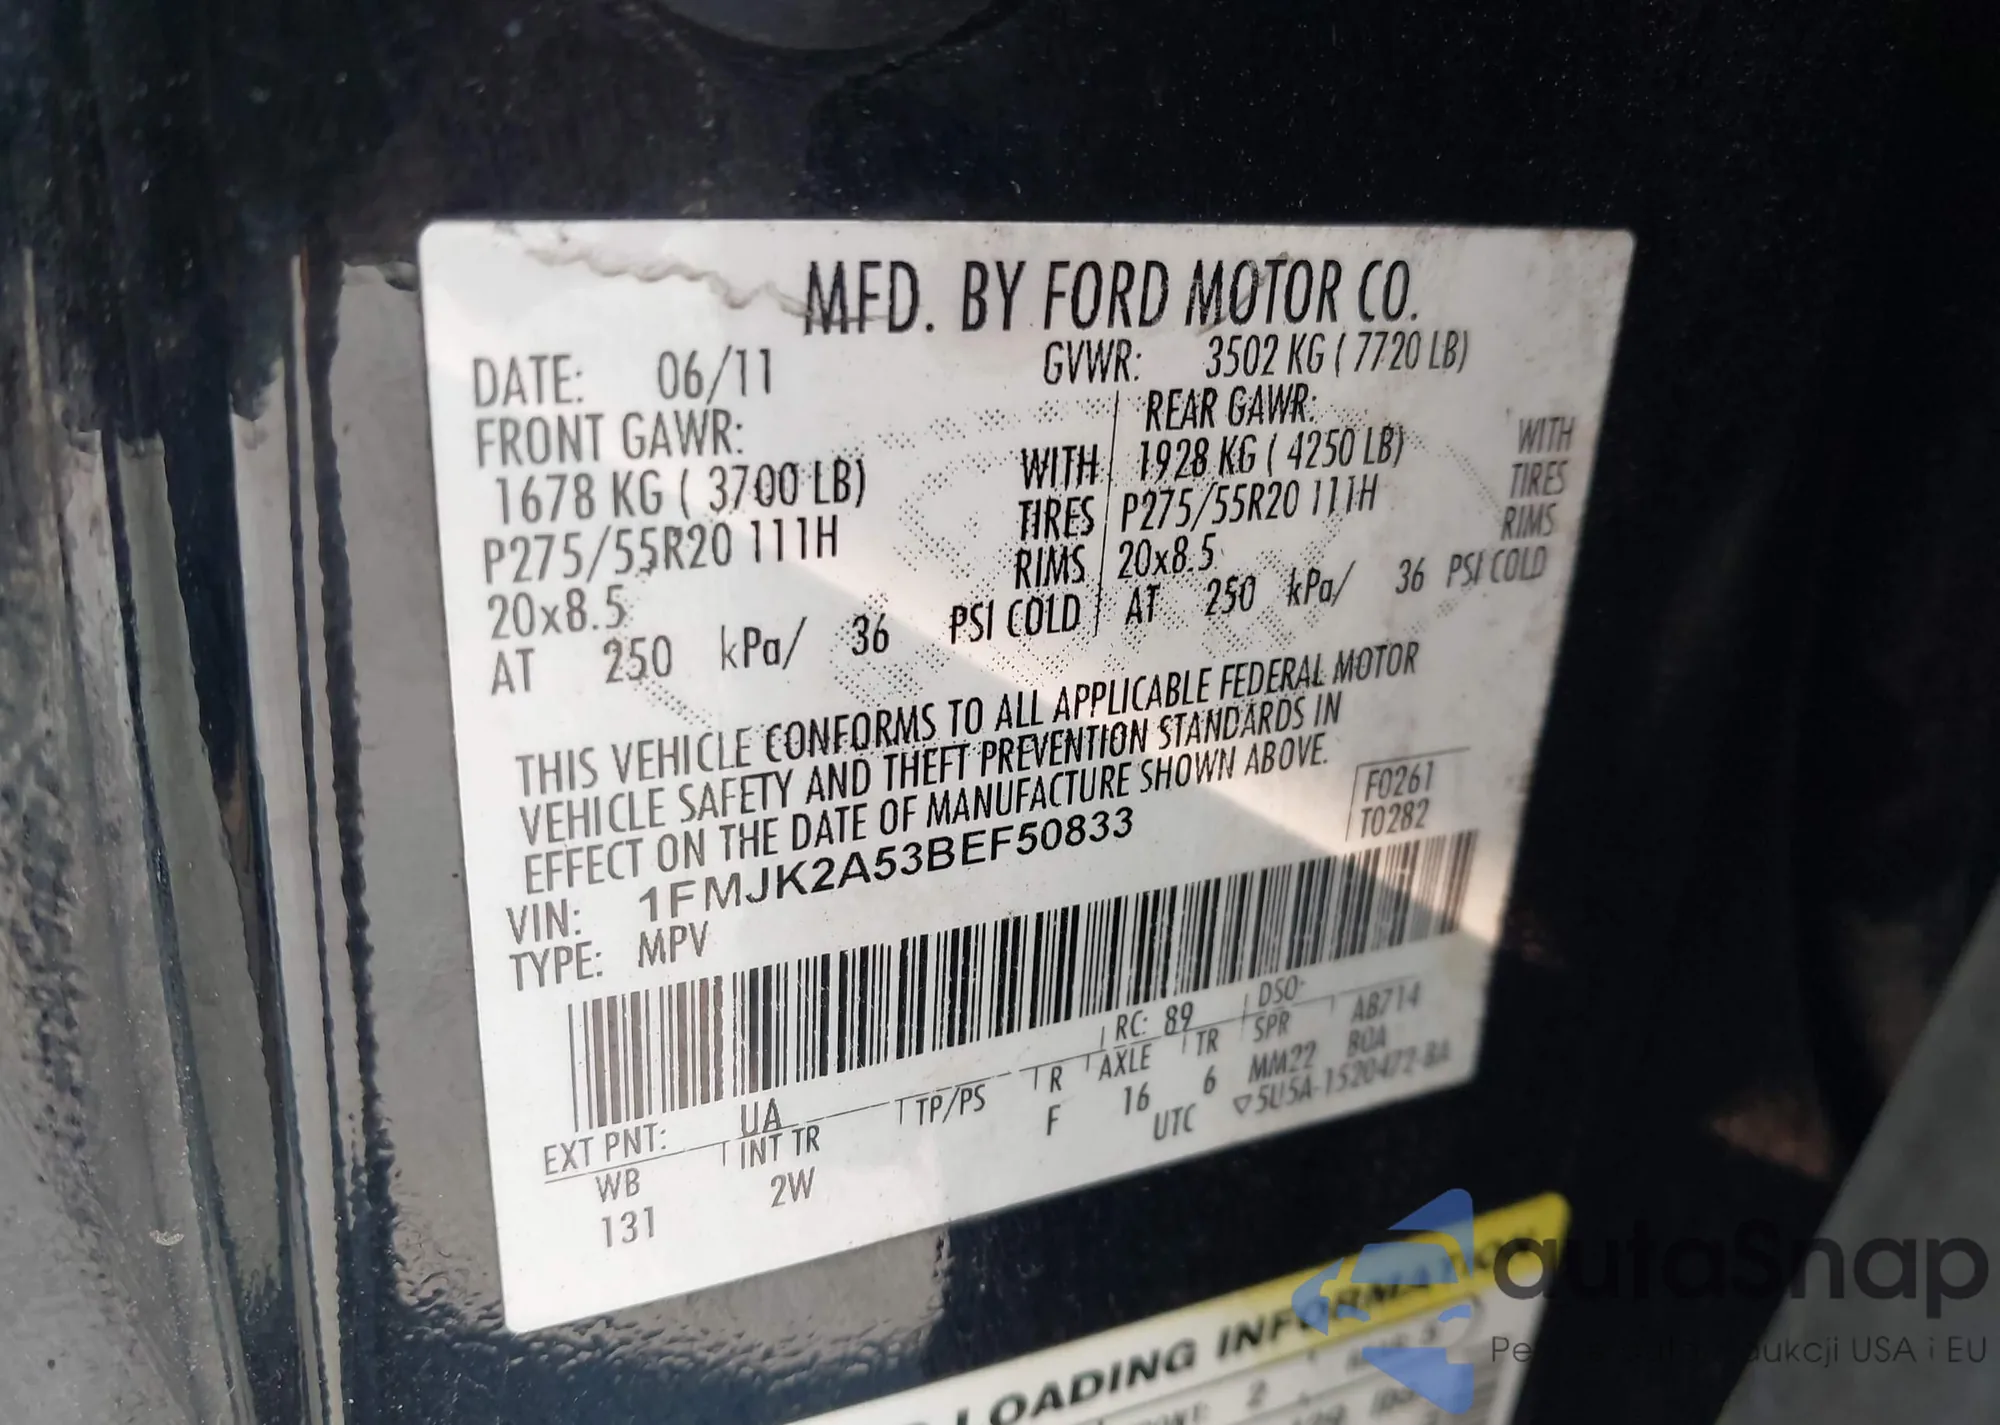 MFD. BY FORD MOTOR CO.
DATE: 06/11 GVWR: 3502 KG ( 7720 LB)
FRONT GAWR: REAR GAWR:
1678 KG ( 3700 LB) WITH 1928 KG ( 4250 LB) WITH
P275/55R20 111H TIRES P275/55R20 111H TIRES
20x8.5 RIMS 20x8.5 RIMS
AT 250 kPa/ 36 PSI COLD AT 250 kPa/ 36 PSI COLD
THIS VEHICLE CONFORMS TO ALL APPLICABLE FEDERAL MOTOR
VEHICLE SAFETY AND THEFT PREVENTION STANDARDS IN
EFFECT ON THE DATE OF MANUFACTURE SHOWN ABOVE.
F0261
T0282
VIN: 1FMJK2A53BEF50833
TYPE: MPV
EXT PNT: UA RC: 89 DSO: AB714
WB INT TR TP/PS R AXLE TR SPR BOA
131 2W F 16 6 MM22
UTC ▽5U5A-1520472-BA
LOADING INFORMATION
autaSnap
USA i EU